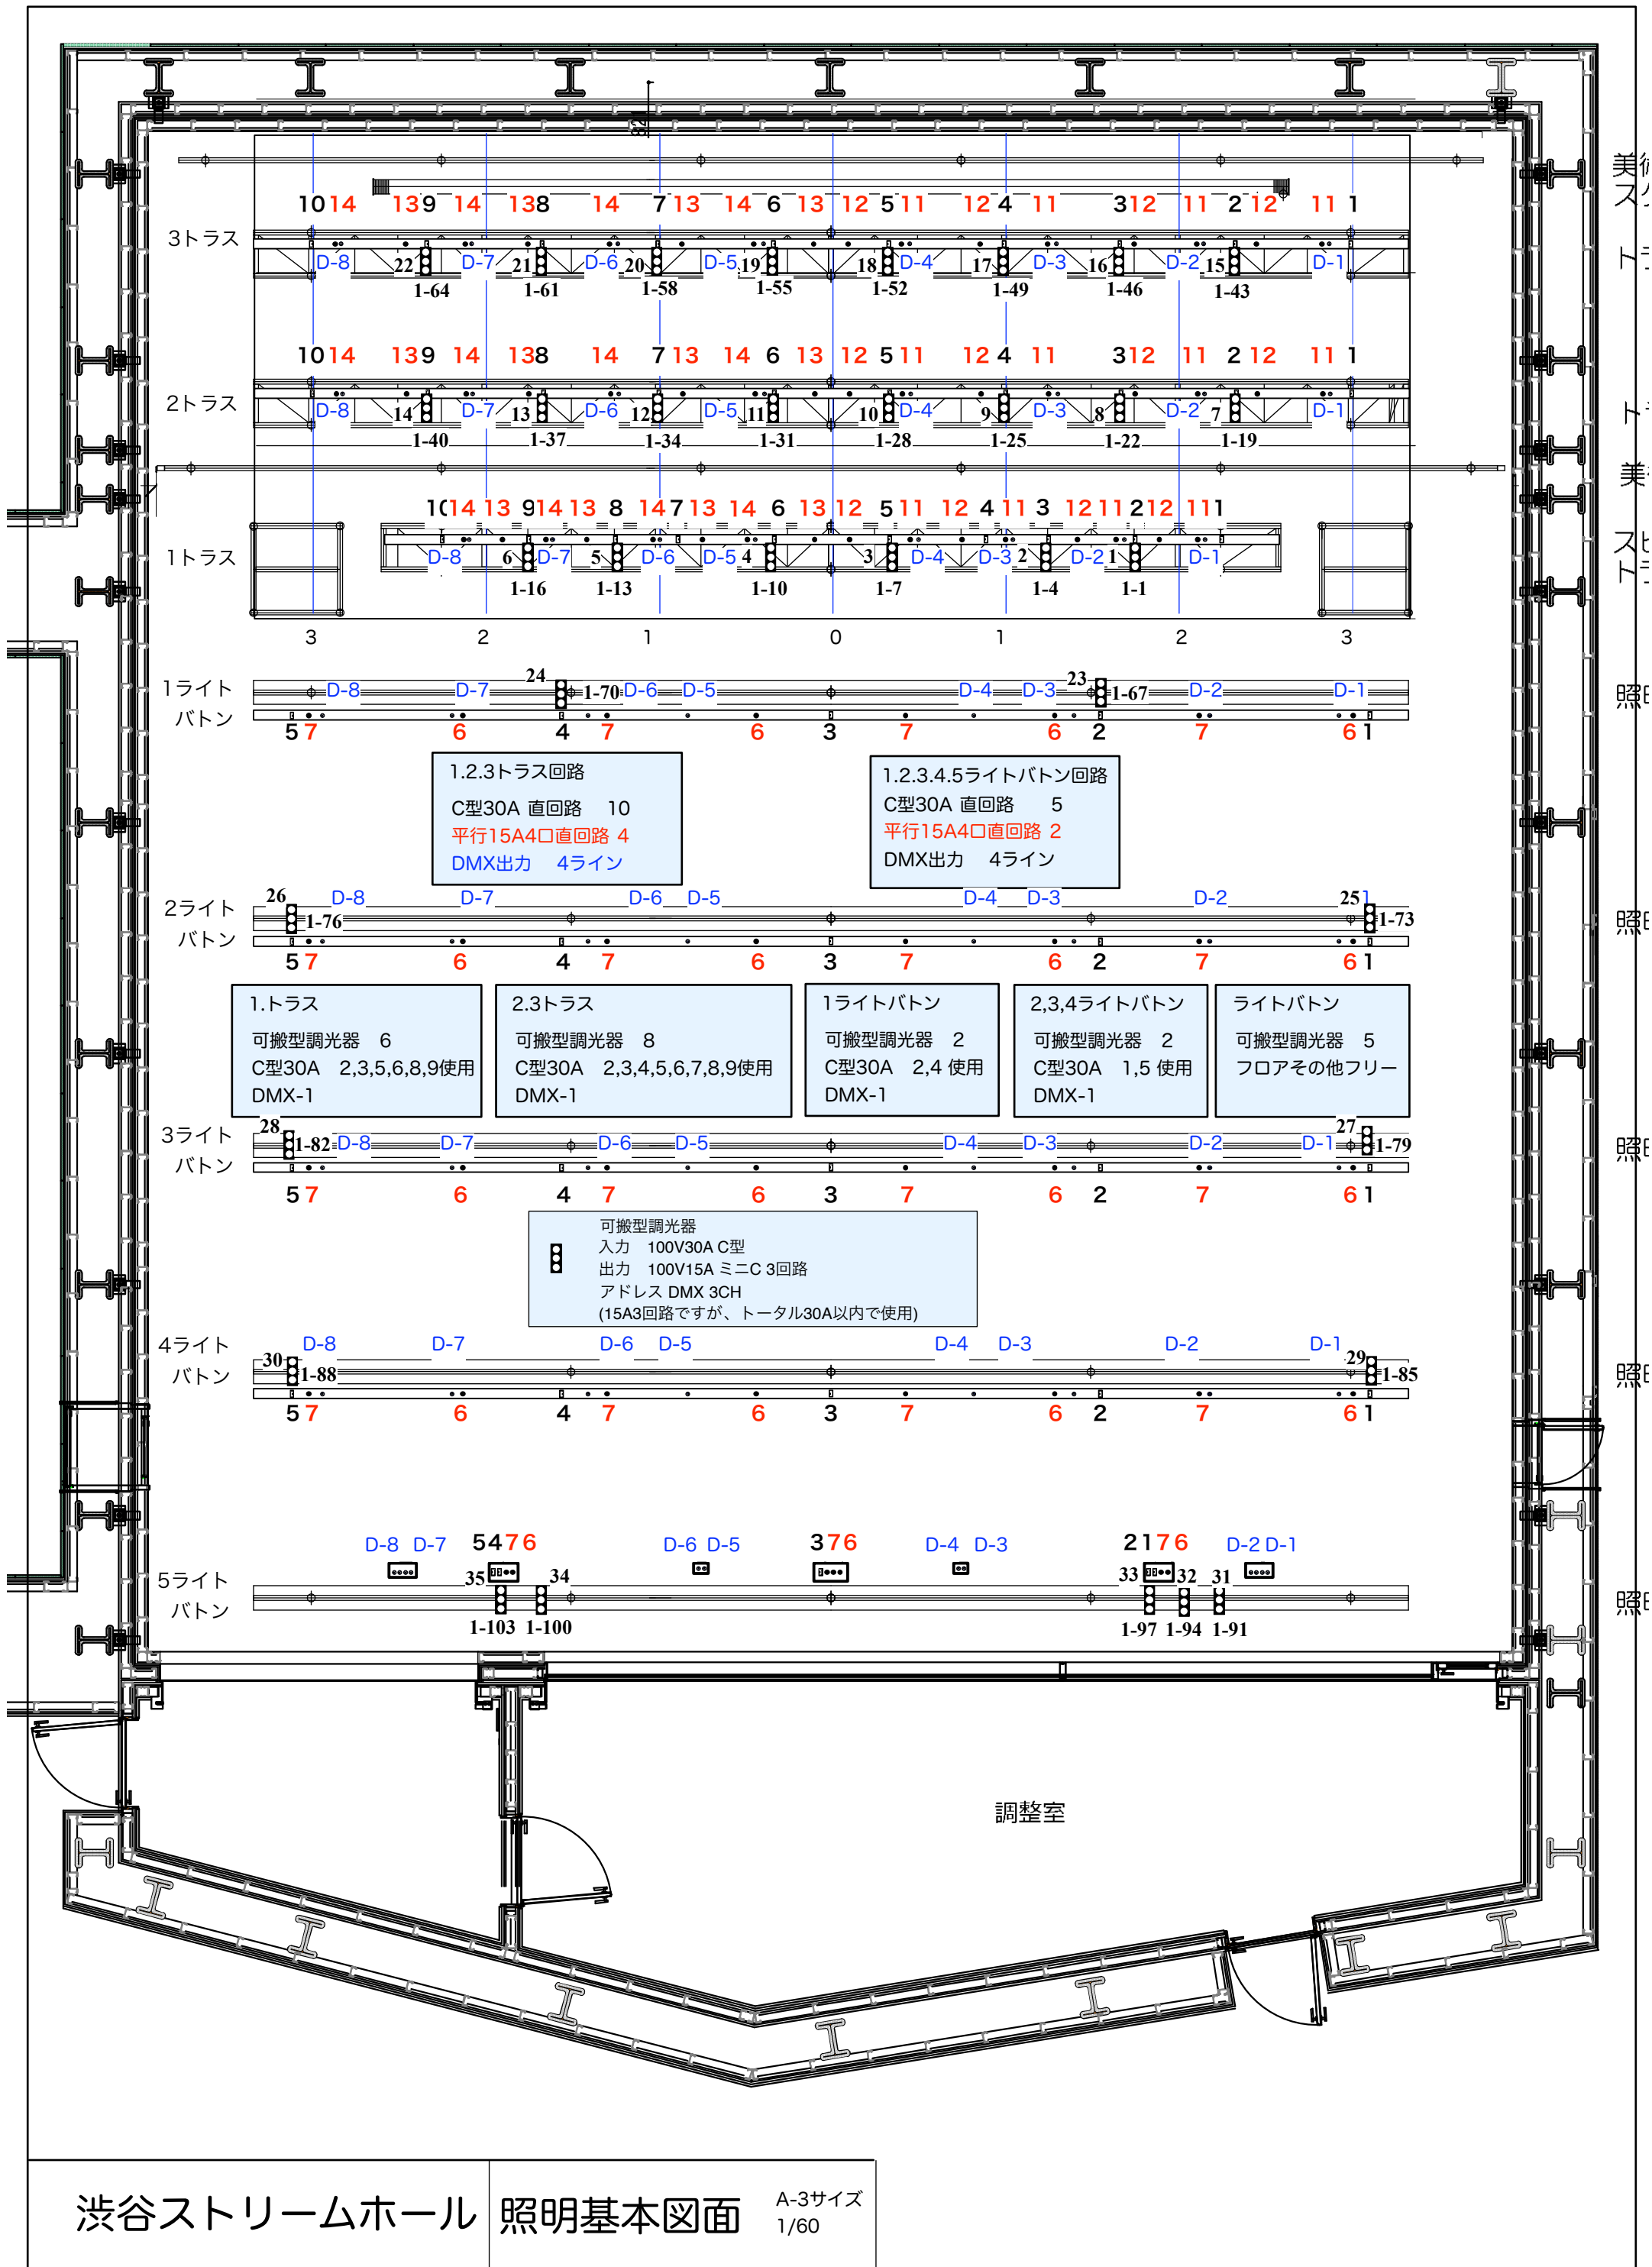 821
美術
10 14 13 9 14 13 8 14 7 13 14 6 13 12 5 11 12 4 11 3 12 11 2 12 11 1
3トラス
D-8 22 D-7 21 D-6 20 D-5 19 18 D-4 17 D-3 16 D-2 15 D-1
1-64 1-61 1-58 1-55 1-52 1-49 1-46 1-43
10 14 13 9 14 13 8 14 7 13 14 6 13 12 5 11 12 4 11 3 12 11 2 12 11 1
2トラス
D-8 14 D-7 13 D-6 12 D-5 11 10 D-4 9 D-3 8 D-2 7 D-1
1-40 1-37 1-34 1-31 1-28 1-25 1-22 1-19
14 13 9 14 13 8 14 7 13 14 6 13 12 5 11 12 4 11 3 12 11 2 12 11 1
1トラス
D-8 6 D-7 5 D-6 D-5 4 3 D-4 D-3 2 D-2 1 D-1
1-16 1-13 1-10 1-7 1-4 1-1
3 2 1 0 1 2 3
24 23
1ライト
バトン
D-8 D-7 1-70 D-6 D-5 D-4 D-3 1-67 D-2 D-1
5 7 6 4 7 6 3 7 6 2 7 6 1
1.2.3トラス回路
C型30A 直回路 10
平行15A4口直回路 4
DMX出力 4ライン
1.2.3.4.5ライトバトン回路
C型30A 直回路 5
平行15A4口直回路 2
DMX出力 4ライン
26 D-8 D-7 D-6 D-5 D-4 D-3 D-2 25
2ライト
バトン
1-76 1-73
5 7 6 4 7 6 3 7 6 2 7 6 1
1.トラス
可搬型調光器 6
C型30A 2,3,5,6,8,9使用
DMX-1
2.3トラス
可搬型調光器 8
C型30A 2,3,4,5,6,7,8,9使用
DMX-1
1ライトバトン
可搬型調光器 2
C型30A 2,4 使用
DMX-1
2,3,4ライトバトン
可搬型調光器 2
C型30A 1,5 使用
DMX-1
ライトバトン
可搬型調光器 5
フロアその他フリー
28 27
3ライト
バトン
1-82 D-8 D-7 D-6 D-5 D-4 D-3 D-2 D-1 1-79
5 7 6 4 7 6 3 7 6 2 7 6 1
可搬型調光器
入力 100V30A C型
出力 100V15A ミニC 3回路
アドレス DMX 3CH
(15A3回路ですが、トータル30A以内で使用)
D-8 D-7 D-6 D-5 D-4 D-3 D-2 D-1
4ライト
バトン
30 29
1-88 1-85
5 7 6 4 7 6 3 7 6 2 7 6 1
D-8 D-7 5 4 7 6 D-6 D-5 3 7 6 D-4 D-3 2 1 7 6 D-2 D-1
5ライト
バトン
35 34 33 32 31
1-103 1-100 1-97 1-94 1-91
調整室
渋谷ストリームホール
照明基本図面
A-3サイズ
1/60